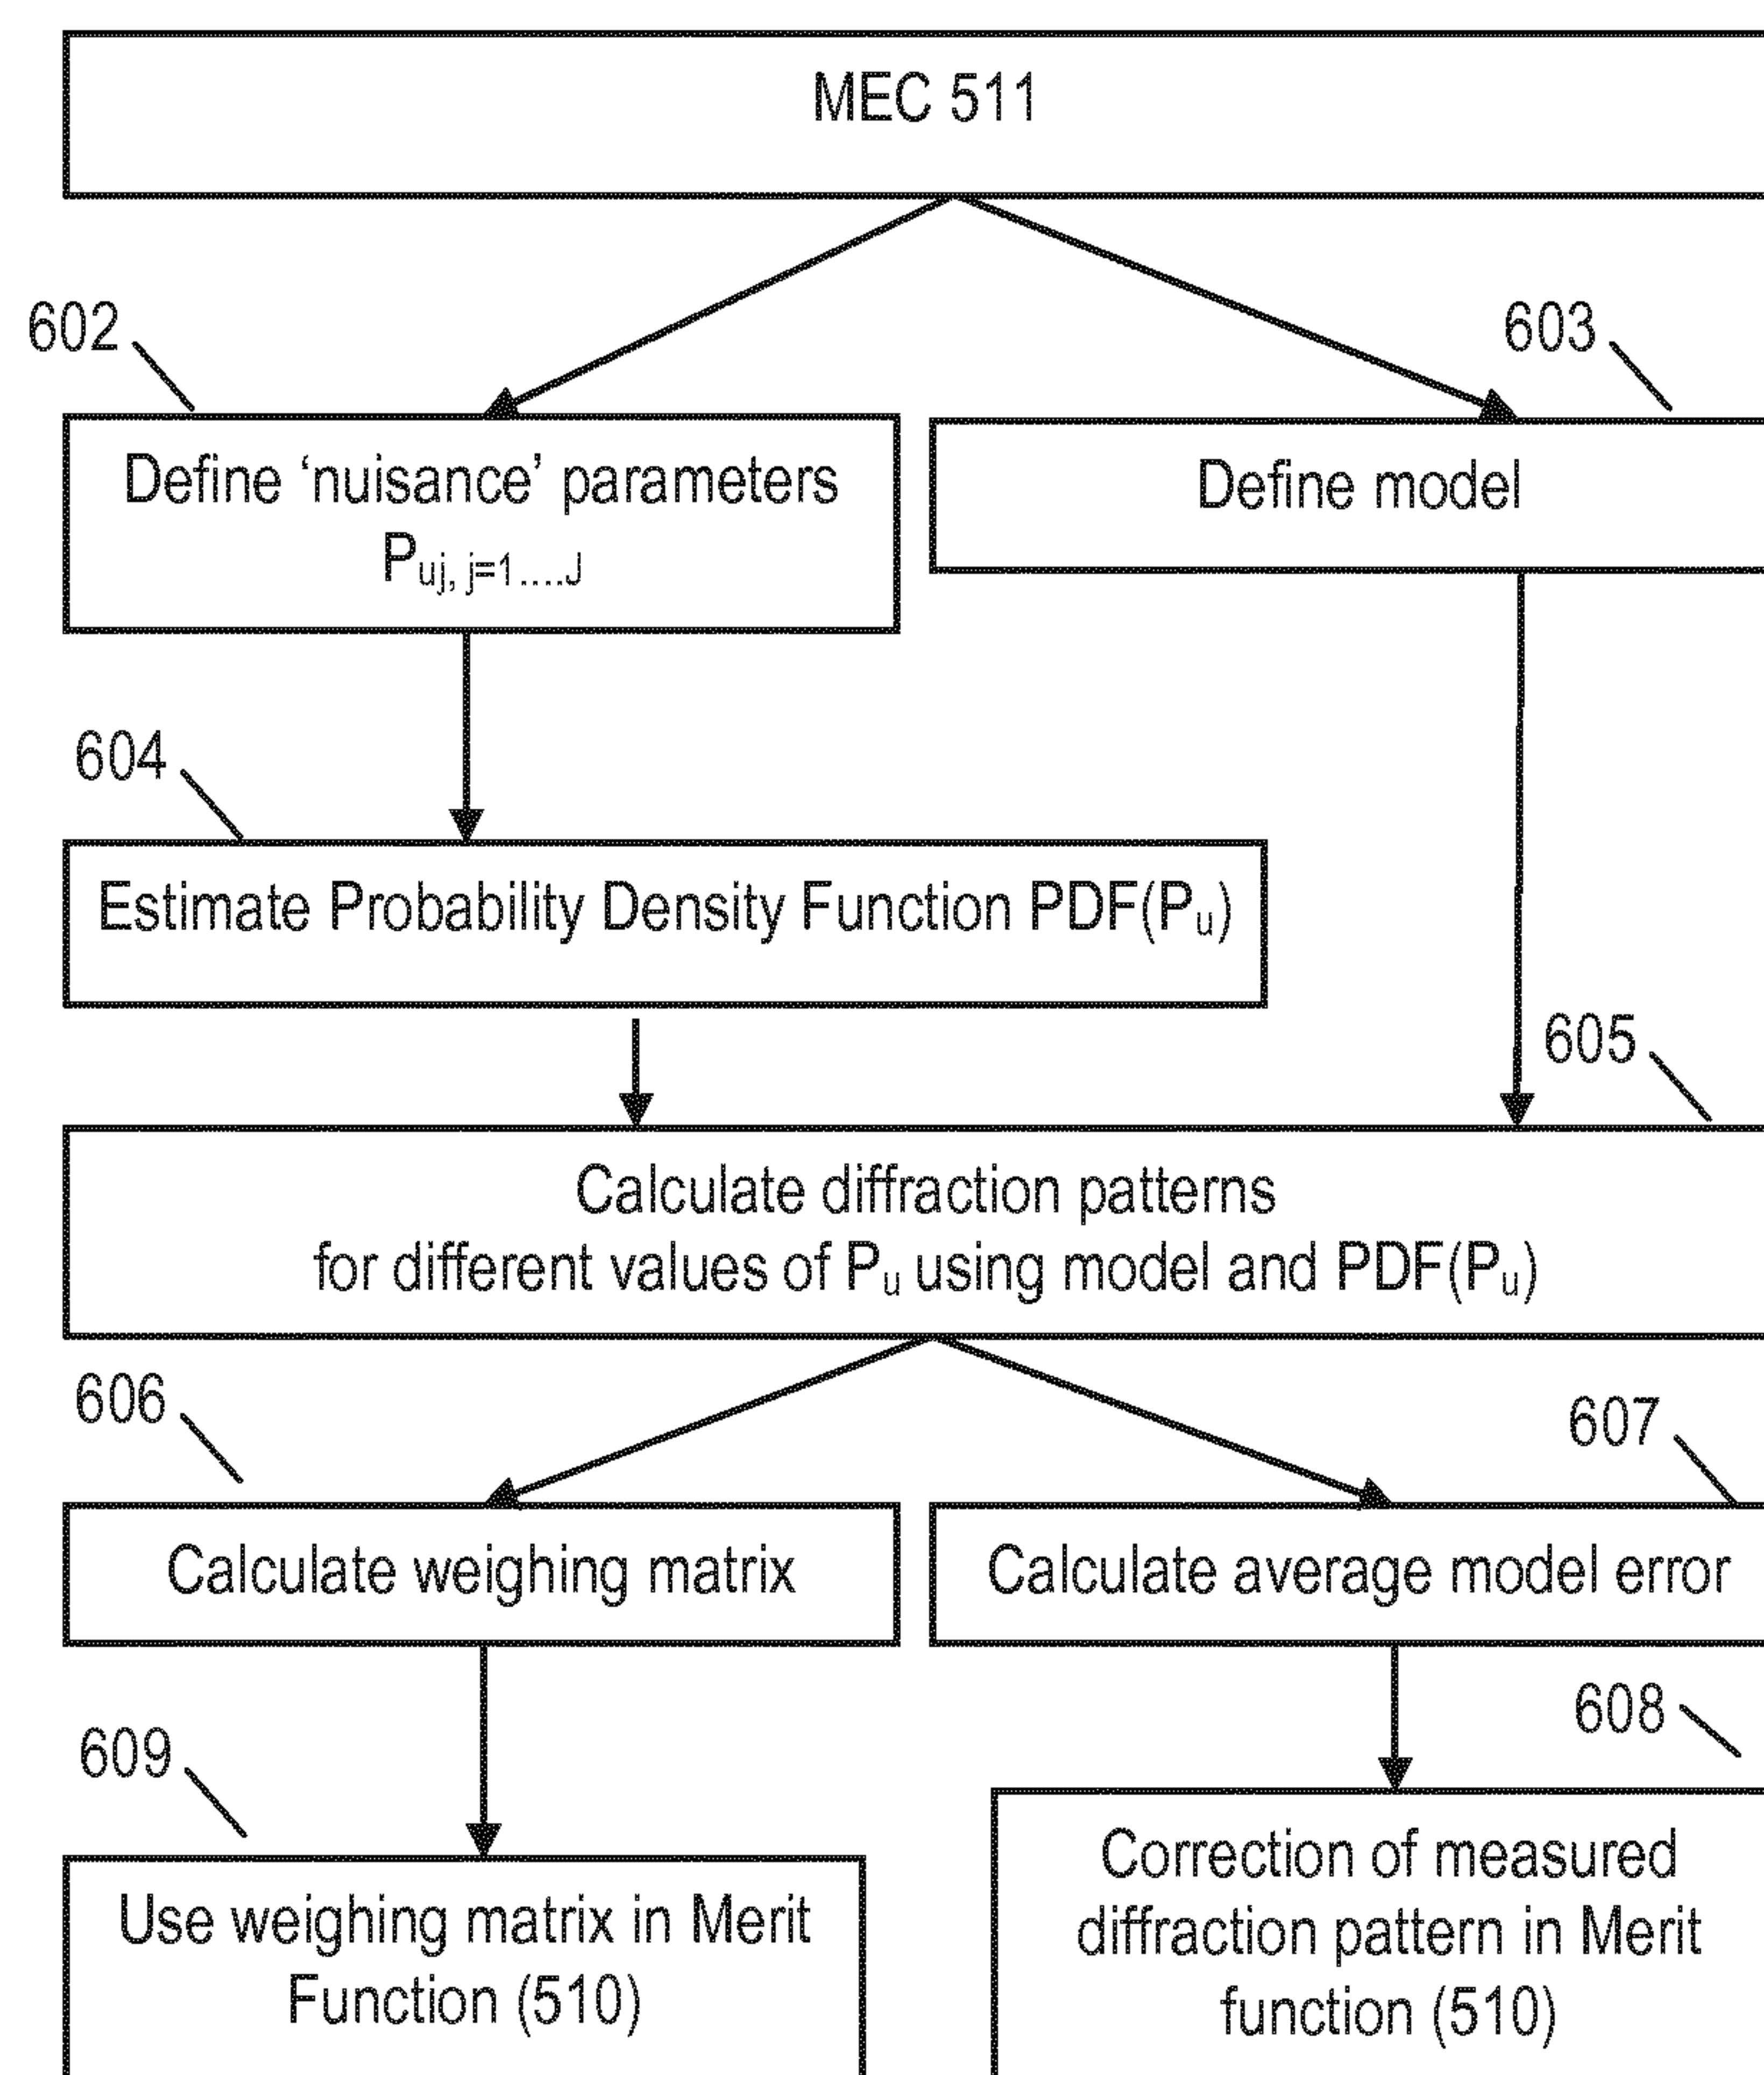 MEC 511
602
603
Define ‘nuisance’ parameters
Puj, j=1....J
Define model
604
Estimate Probability Density Function PDF(Pu)
605
Calculate diffraction patterns
for different values of Pu using model and PDF(Pu)
606
607
Calculate weighing matrix
Calculate average model error
608
609
Use weighing matrix in Merit
Function (510)
Correction of measured
diffraction pattern in Merit
function (510)